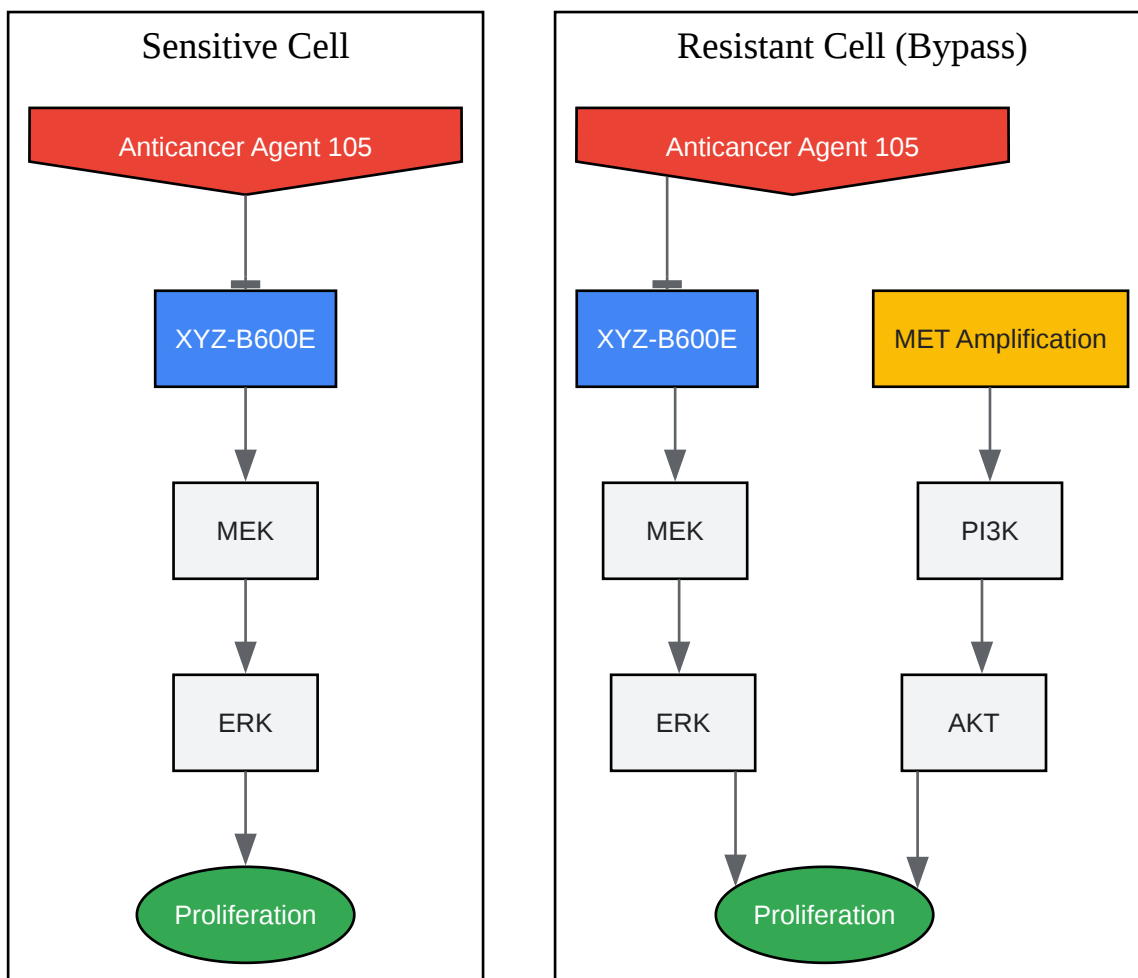 Sensitive Cell
Anticancer Agent 105
XYZ-B600E
MEK
ERK
Proliferation
Resistant Cell (Bypass)
Anticancer Agent 105
XYZ-B600E
MET Amplification
MEK
PI3K
ERK
AKT
Proliferation